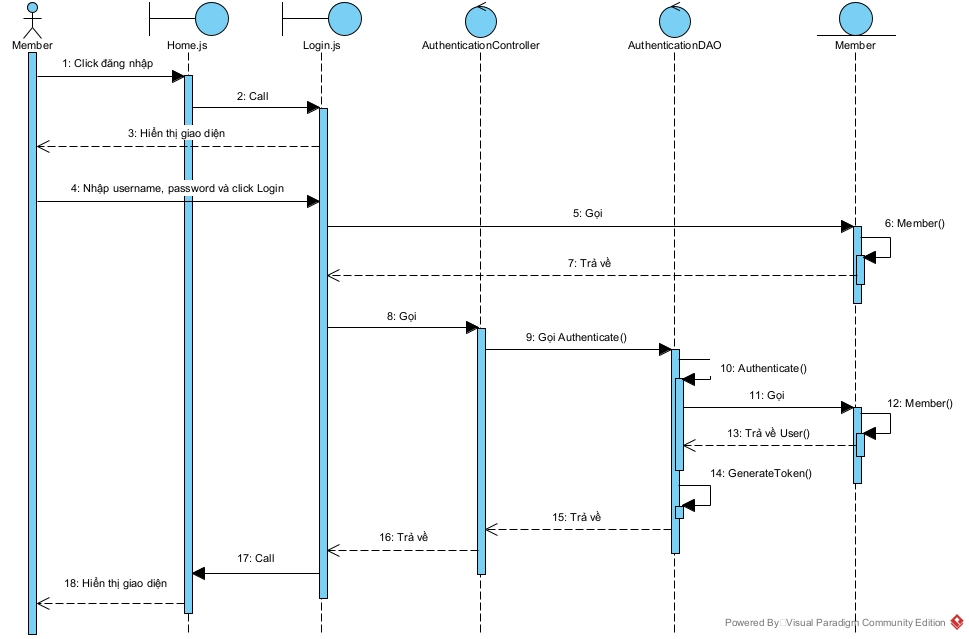 Member
Home.js
Login.js
AuthenticationController
AuthenticationDAO
Member
1: Click đăng nhập
2: Call
3: Hiển thị giao diện
4: Nhập username, password và click Login
5: Gọi
6: Member()
7: Trả về
8: Gọi
9: Gọi Authenticate()
10: Authenticate()
11: Gọi
12: Member()
13: Trả về User()
14: GenerateToken()
15: Trả về
16: Trả về
17: Call
18: Hiển thị giao diện
Powered By Visual Paradigm Community Edition